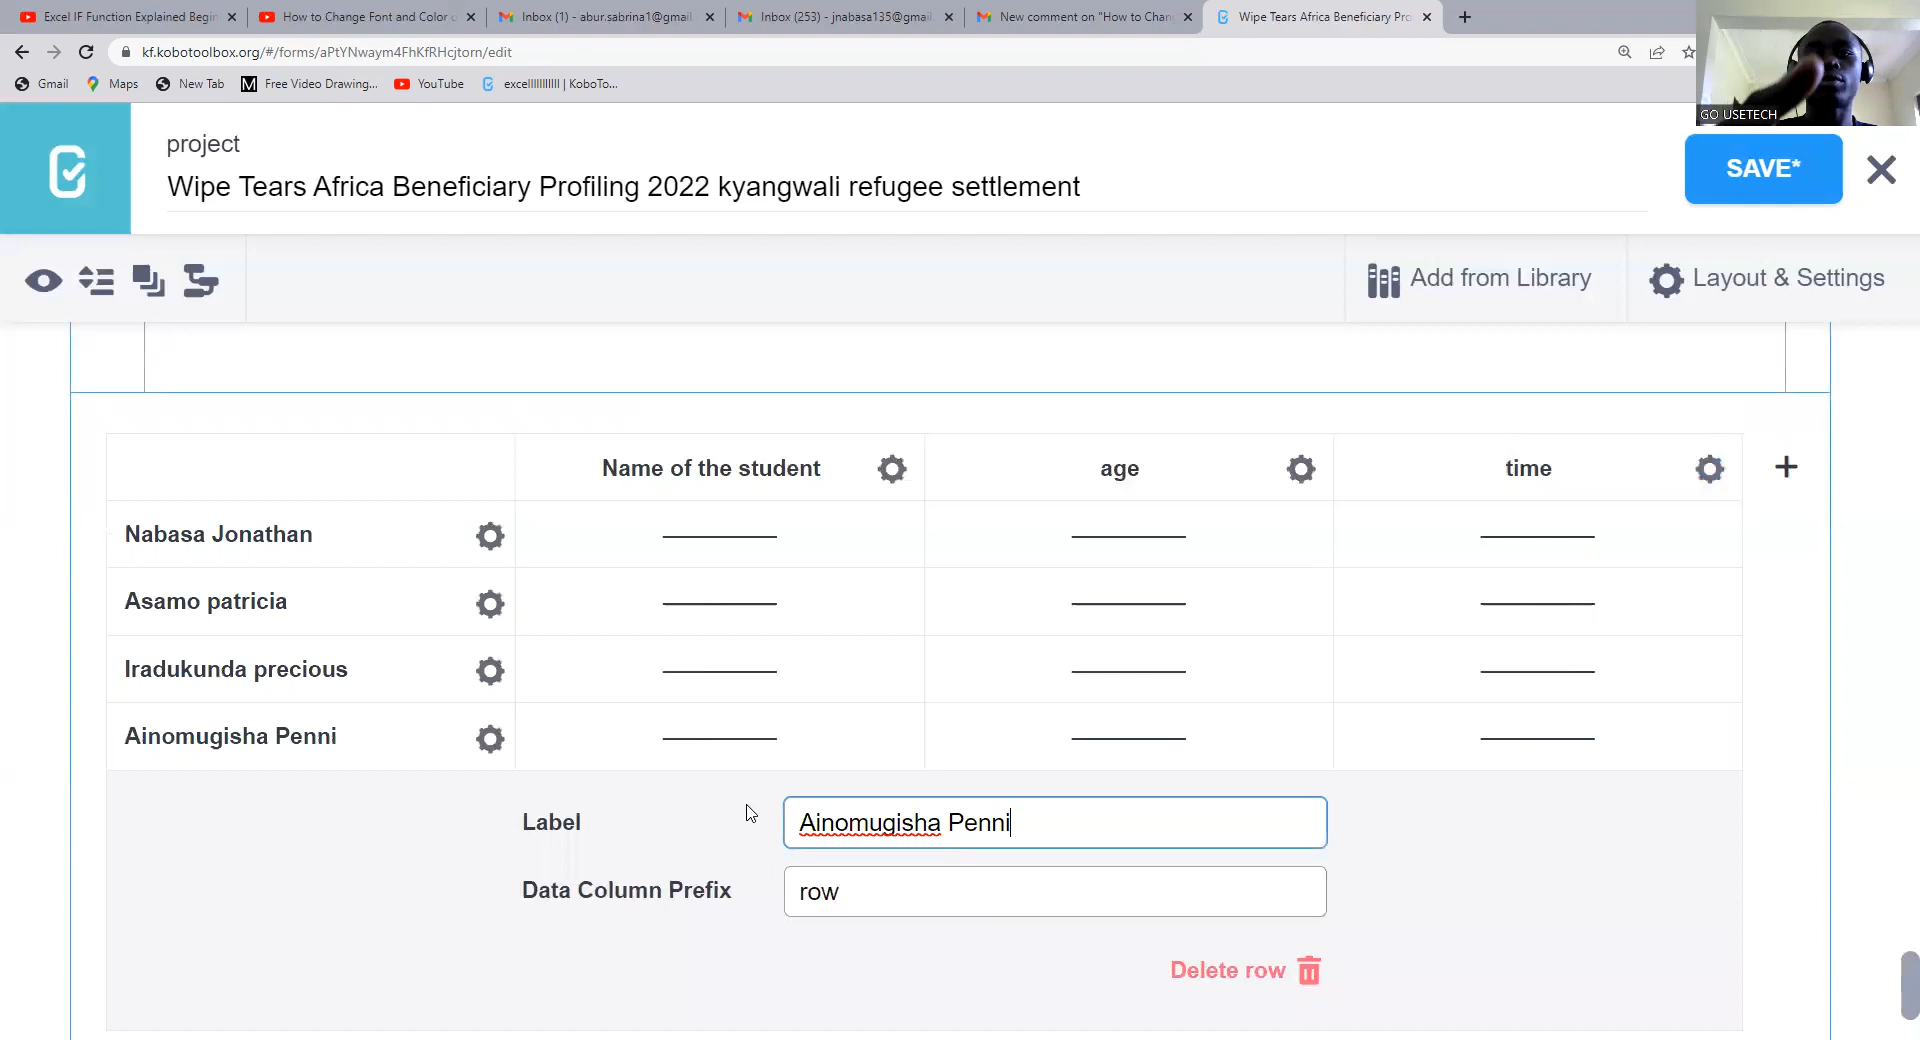 Excel IF Function Explained Begin
How to Change Font and Color o
Inbox (1) - abur.sabrina1@gmail
Inbox (253) - jnabasa135@gmail.
New comment on "How to Chan
Wipe Tears Africa Beneficiary Pro
kf.kobotoolbox.org/#/forms/aPtYNwaym4FhKfRHcjtorn/edit
Gmail
Maps
New Tab
Free Video Drawing...
YouTube
excelllllllllll | KoboTo...
GO USETECH
project
Wipe Tears Africa Beneficiary Profiling 2022 kyangwali refugee settlement
SAVE*
Add from Library
Layout & Settings
Name of the student
age
time
Nabasa Jonathan
Asamo patricia
Iradukunda precious
Ainomugisha Penni
Label
Ainomugisha Penni
Data Column Prefix
row
Delete row